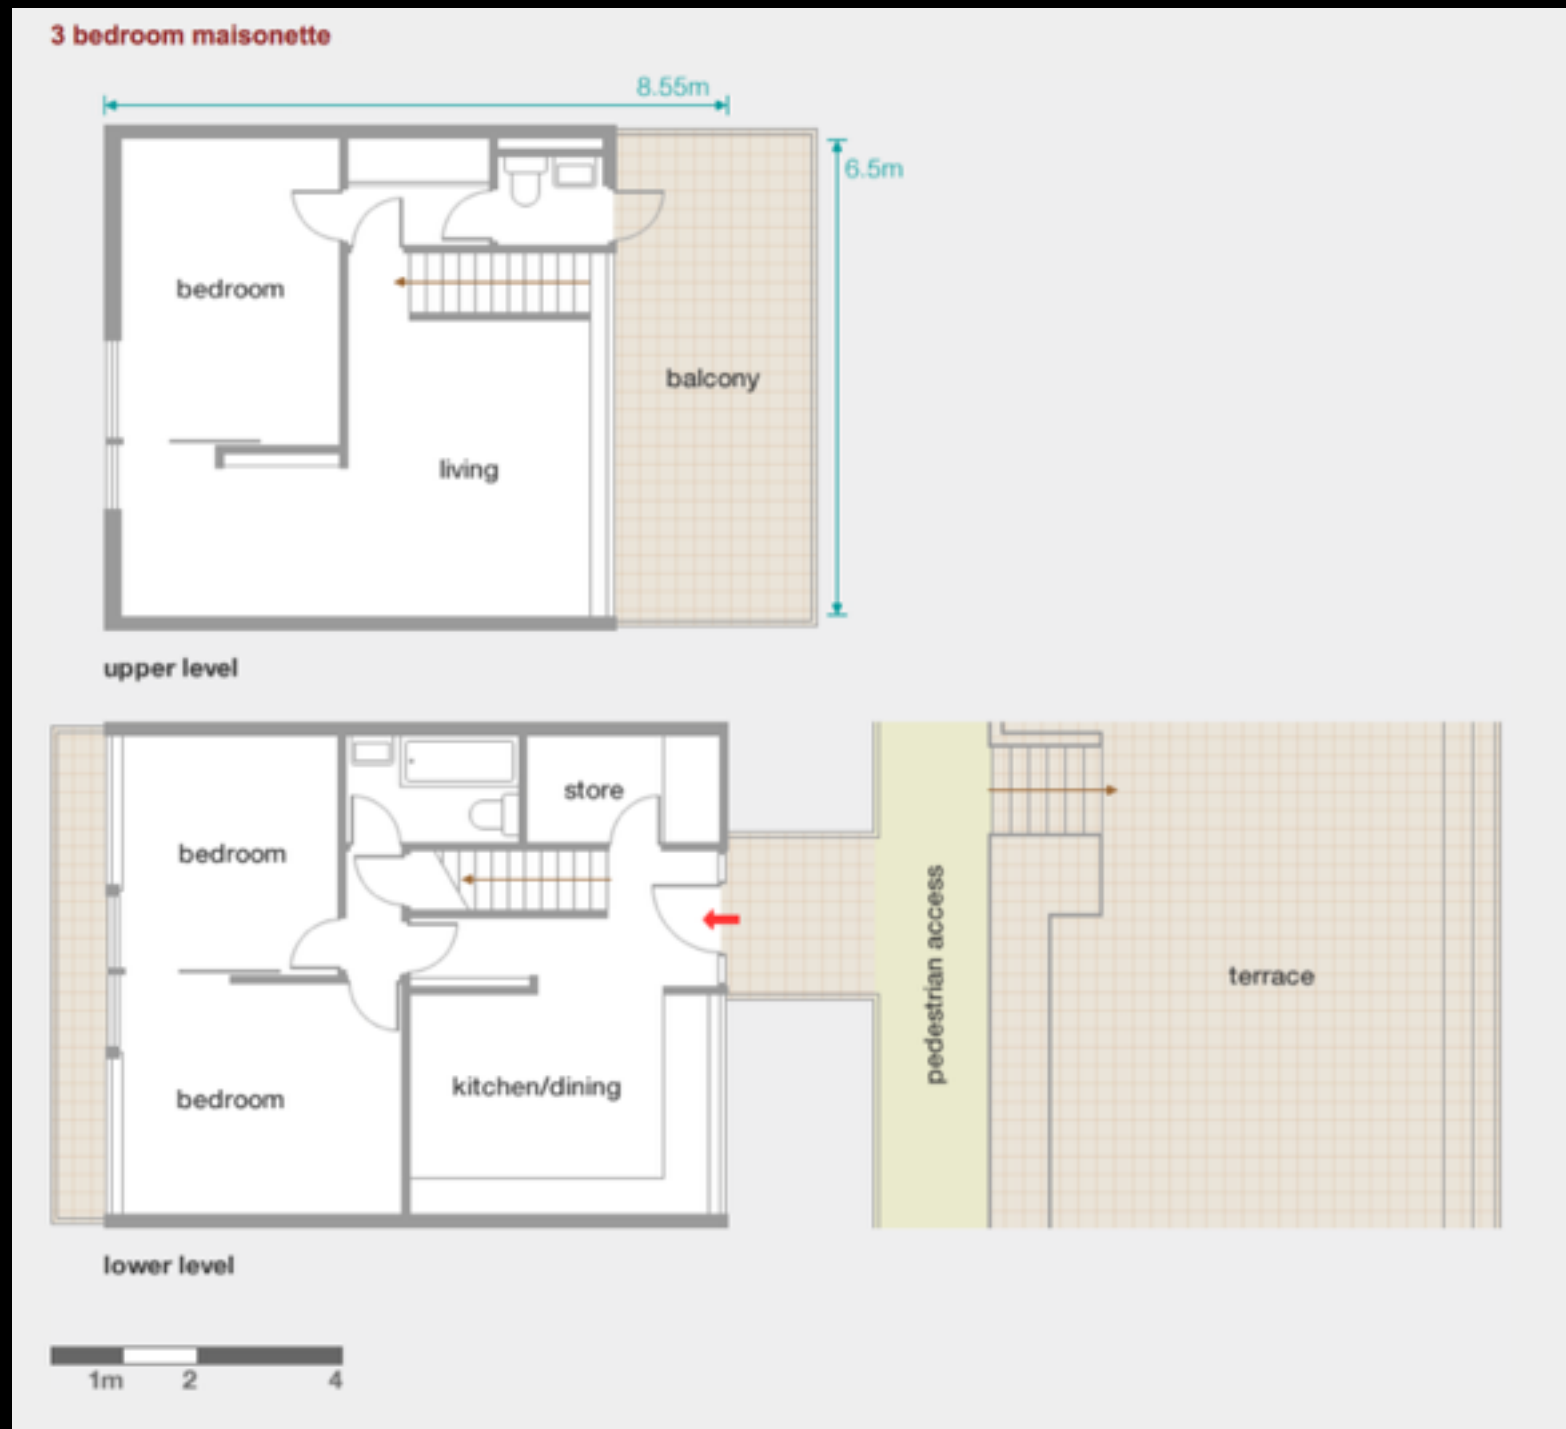 3 bedroom maisonette
8.55m
6.5m
bedroom
balcony
living
upper level
store
bedroom
pedestrian access
terrace
kitchen/dining
bedroom
lower level
1m 2 4